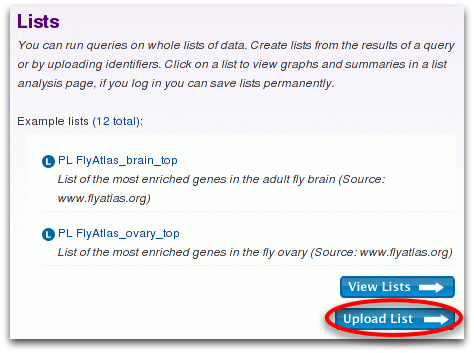 Lists
You can run queries on whole lists of data. Create lists from the results of a query
or by uploading identifiers. Click on a list to view graphs and summaries in a list
analysis page, if you log in you can save lists permanently.
Example lists (12 total):
L PL FlyAtlas_brain_top
List of the most enriched genes in the adult fly brain (Source:
www.flyatlas.org)
L PL FlyAtlas_ovary_top
List of the most enriched genes in the fly ovary (Source: www.flyatlas.org)
View Lists
Upload List